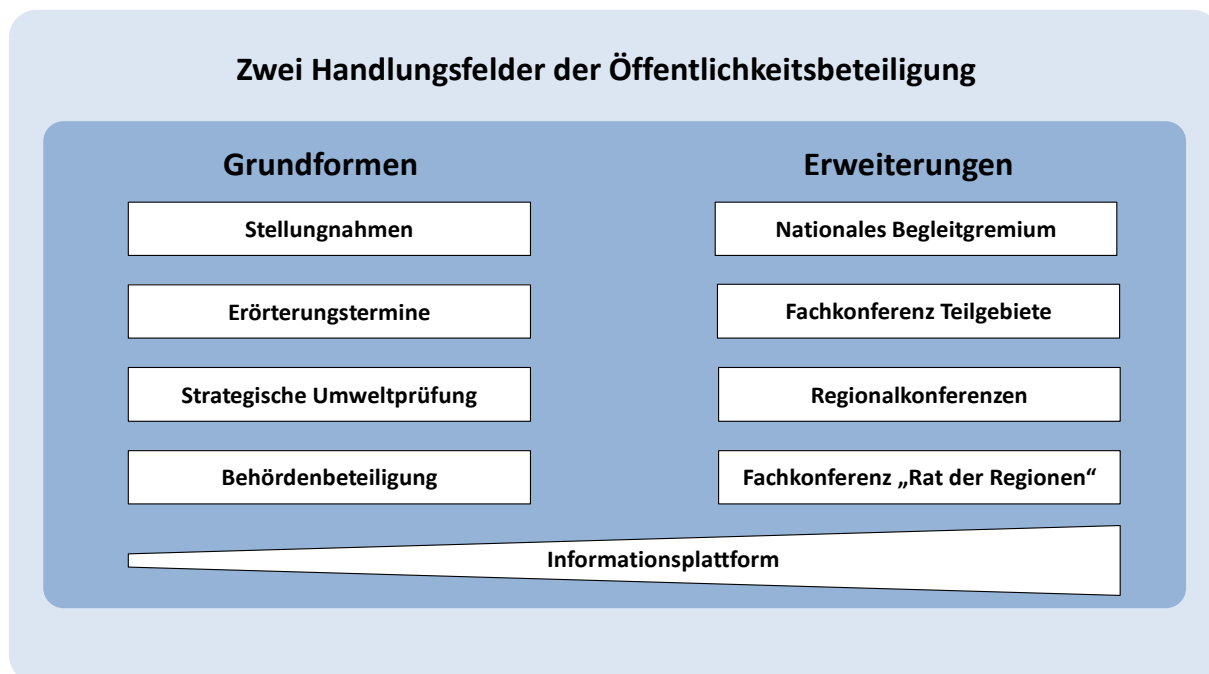 Zwei Handlungsfelder der Öffentlichkeitsbeteiligung
Grundformen
Stellungnahmen
Erörterungstermine
Strategische Umweltprüfung
Behördenbeteiligung
Erweiterungen
Nationales Begleitgremium
Fachkonferenz Teilgebiete
Regionalkonferenzen
Fachkonferenz „Rat der Regionen“
Informationsplattform